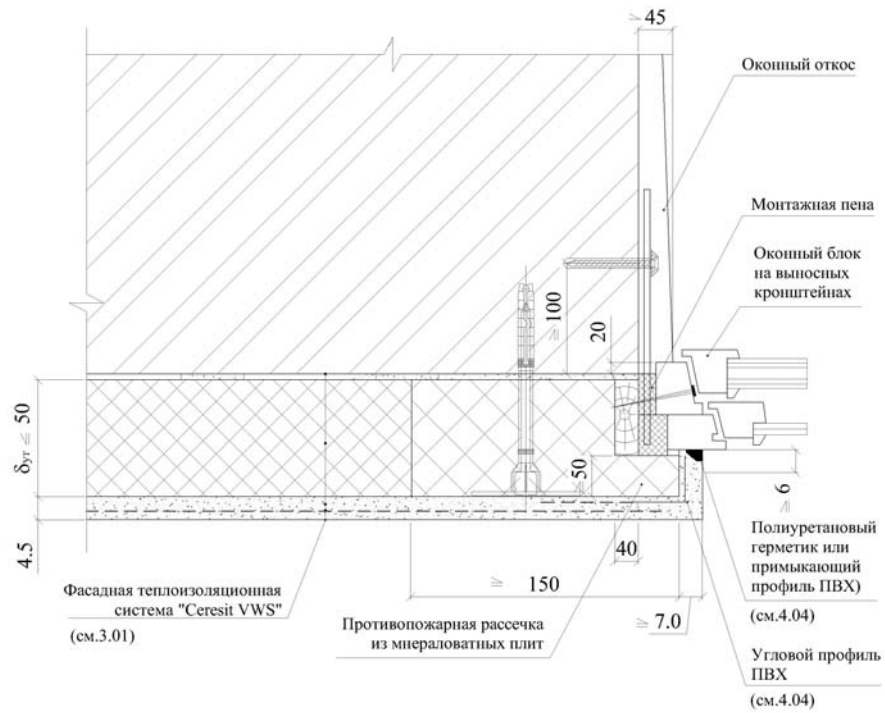 ≥ 45
Оконный откос
Монтажная пена
Оконный блок
на выносных
кронштейнах
≥ 100
20
δут ≤ 50
≤50
≥ 6
4.5
40
≥ 150
≥ 7.0
Фасадная теплоизоляционная
система "Ceresit VWS"
(см.3.01)
Противопожарная рассечка
из мнераловатных плит
Полиуретановый
герметик или
примыкающий
профиль ПВХ)
(см.4.04)
Угловой профиль
ПВХ
(см.4.04)